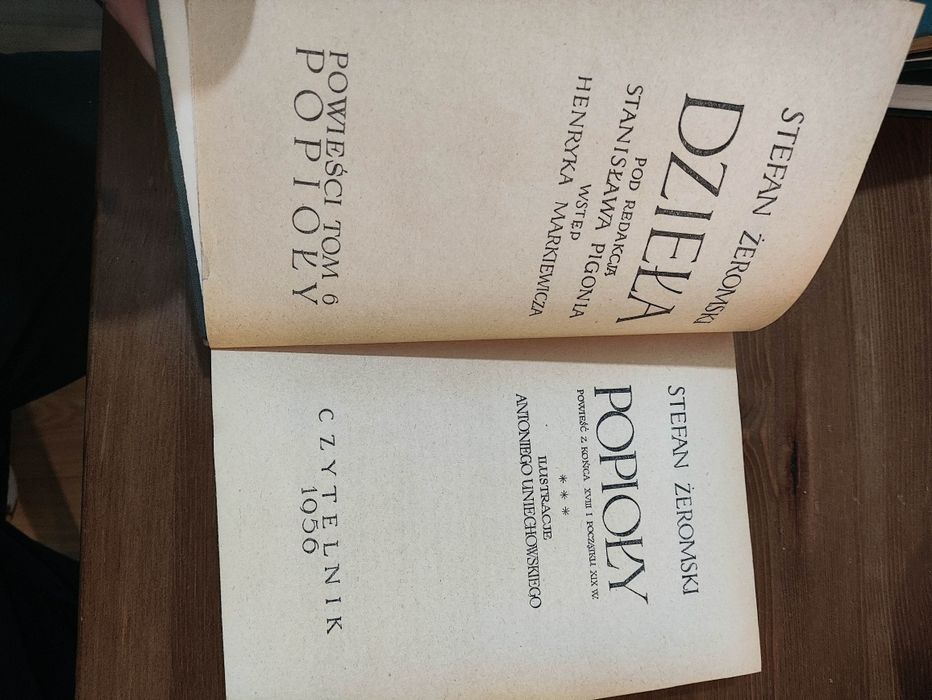 STEFAN ŻEROMSKI
DZIEŁA
POD REDAKCJĄ
STANISŁAWA PIGONIA
WSTĘP
HENRYKA MARKIEWICZA
POWIEŚCI TOM 6
POPIOŁY
STEFAN ŻEROMSKI
POPIOŁY
POWIEŚĆ Z KOŃCA XVIII I POCZĄTKU XIX W.
* * *
ILUSTRACJE
ANTONIEGO UNIECHOWSKIEGO
CZYTELNIK
1956